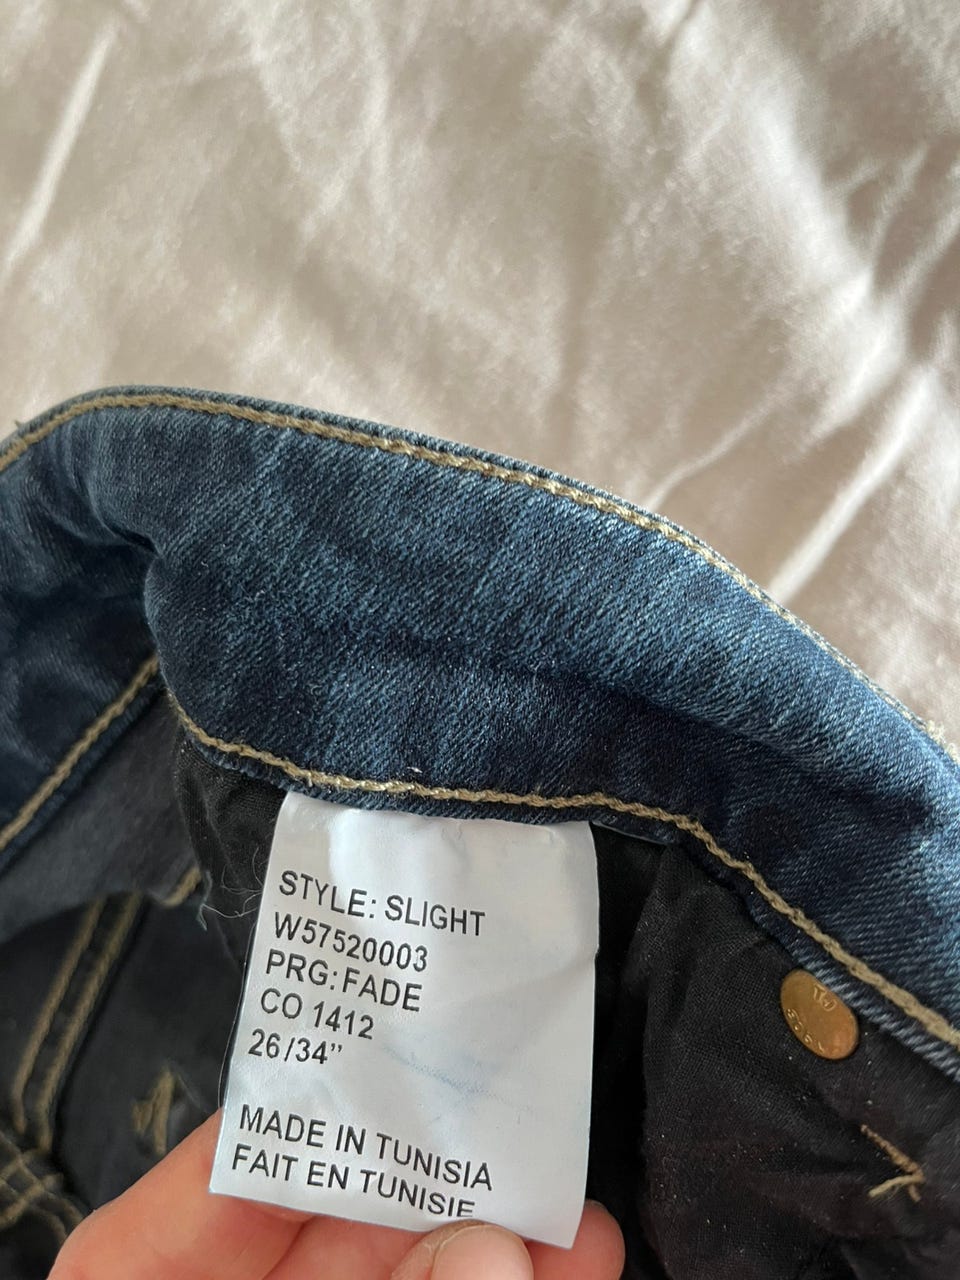 STYLE: SLIGHT
W57520003
PRG: FADE
CO 1412
26/34”
MADE IN TUNISIA
FAIT EN TUNISIE